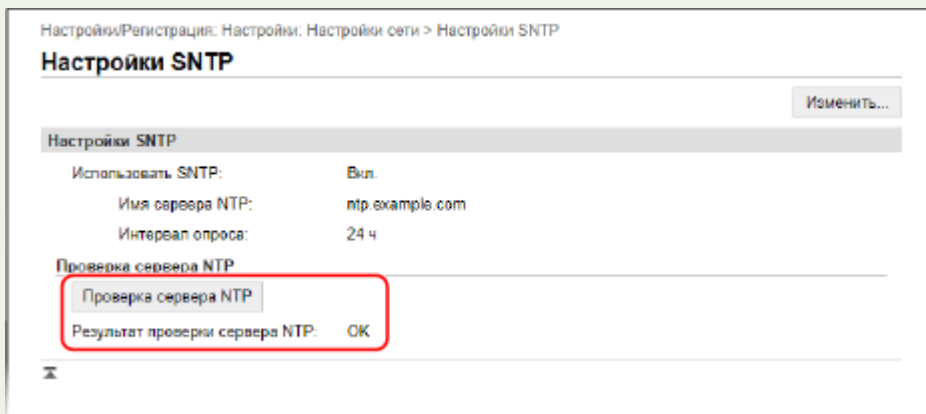 Настройки/Регистрация: Настройки: Настройки сети > Настройки SNTP
Настройки SNTP
Изменить...
Настройки SNTP
Использовать SNTP: Вкл.
Имя сервера NTP: ntp.example.com
Интервал опроса: 24 ч
Проверка сервера NTP
Проверка сервера NTP
Результат проверки сервера NTP: OK